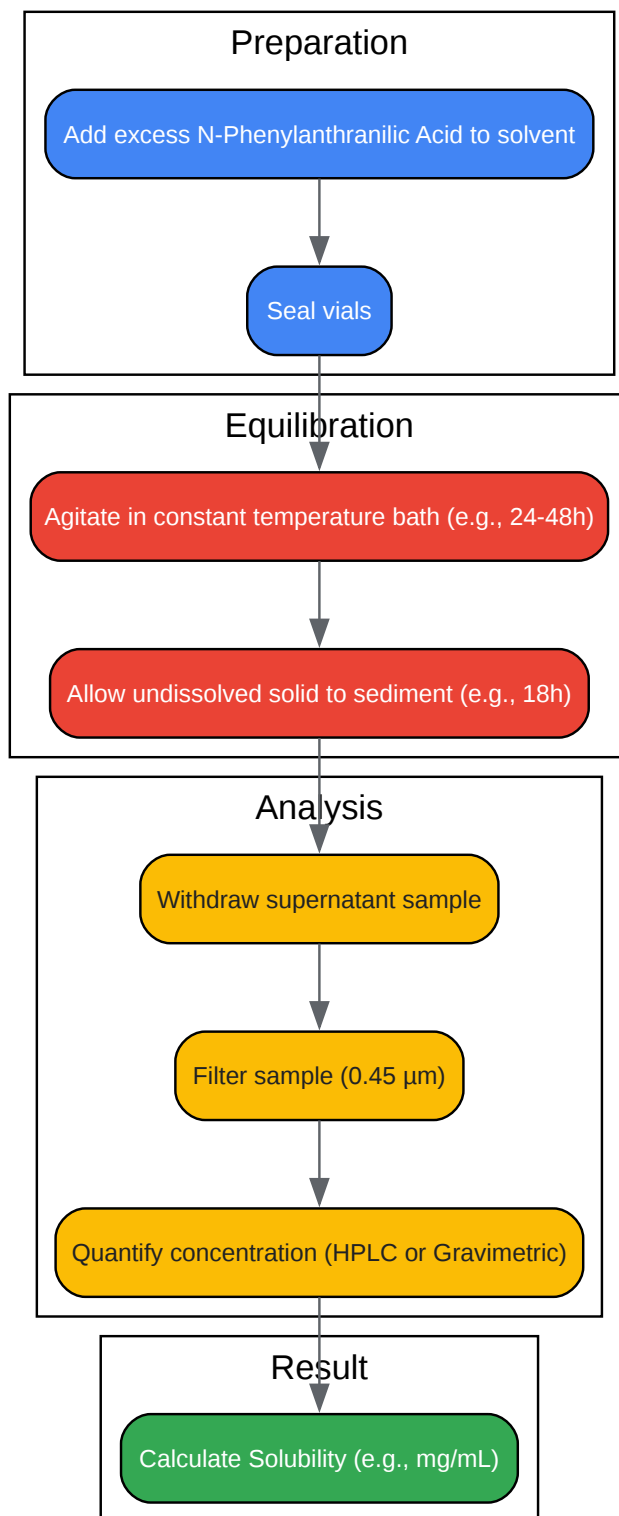 Preparation
Add excess N-Phenylanthranilic Acid to solvent
Seal vials
Equilibration
Agitate in constant temperature bath (e.g., 24-48h)
Allow undissolved solid to sediment (e.g., 18h)
Analysis
Withdraw supernatant sample
Filter sample (0.45 µm)
Quantify concentration (HPLC or Gravimetric)
Result
Calculate Solubility (e.g., mg/mL)